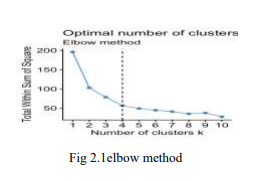 Optimal number of clusters
Elbow method
Total Within Sum of Square
200
150
100
50
1 2 3 4 5 6 7 8 9 10
Number of clusters k
Fig 2.1elbow method